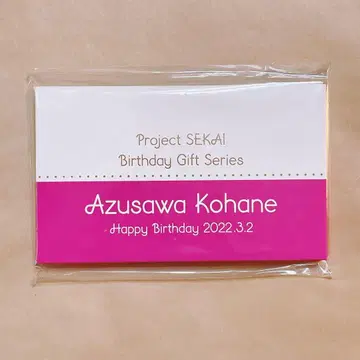 Project SEKAI
Birthday Gift Series
Azusawa Kohane
Happy Birthday 2022.3.2